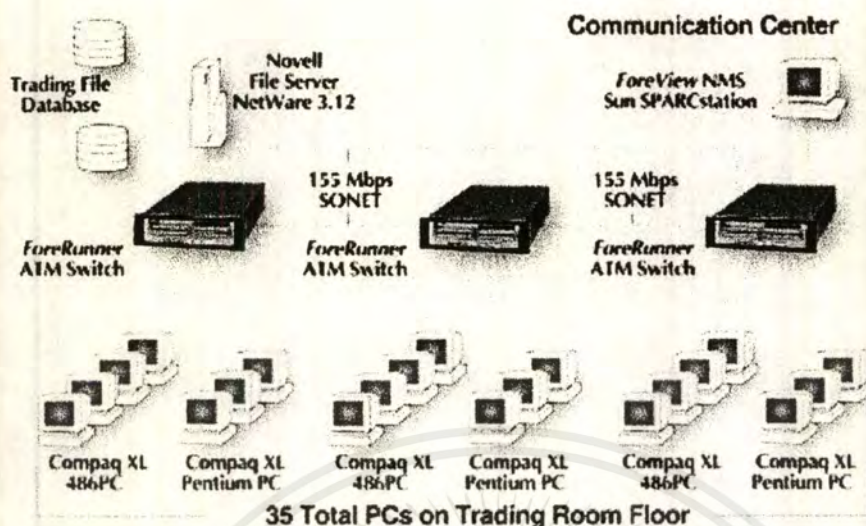 Communication Center
Trading File
Database
Novell
File Server
NetWare 3.12
ForeView NMS
Sun SPARCstation
155 Mbps
SONET
155 Mbps
SONET
ForeRunner
ATM Switch
ForeRunner
ATM Switch
ForeRunner
ATM Switch
Compaq XL
486PC
Compaq XL
Pentium PC
Compaq XL
486PC
Compaq XL
Pentium PC
Compaq XL
486PC
Compaq XL
Pentium PC
35 Total PCs on Trading Room Floor